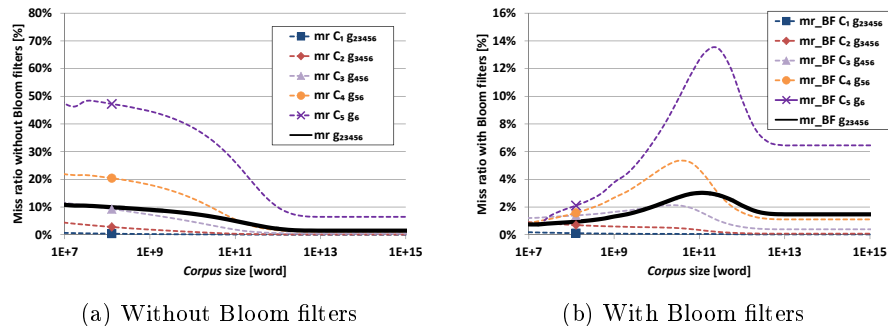 Miss ratio without Bloom filters [%]
80%
70%
60%
50%
40%
30%
20%
10%
0%
1E+7
1E+9
1E+11
1E+13
1E+15
Corpus size [word]
mr C₁ g₂₃₄₅₆
mr C₂ g₃₄₅₆
mr C₃ g₄₅₆
mr C₄ g₅₆
mr C₅ g₆
mr g₂₃₄₅₆
(a) Without Bloom filters
Miss ratio with Bloom filters [%]
16%
14%
12%
10%
8%
6%
4%
2%
0%
1E+7
1E+9
1E+11
1E+13
1E+15
Corpus size [word]
mr_BF C₁ g₂₃₄₅₆
mr_BF C₂ g₃₄₅₆
mr_BF C₃ g₄₅₆
mr_BF C₄ g₅₆
mr_BF C₅ g₆
mr_BF g₂₃₄₅₆
(b) With Bloom filters